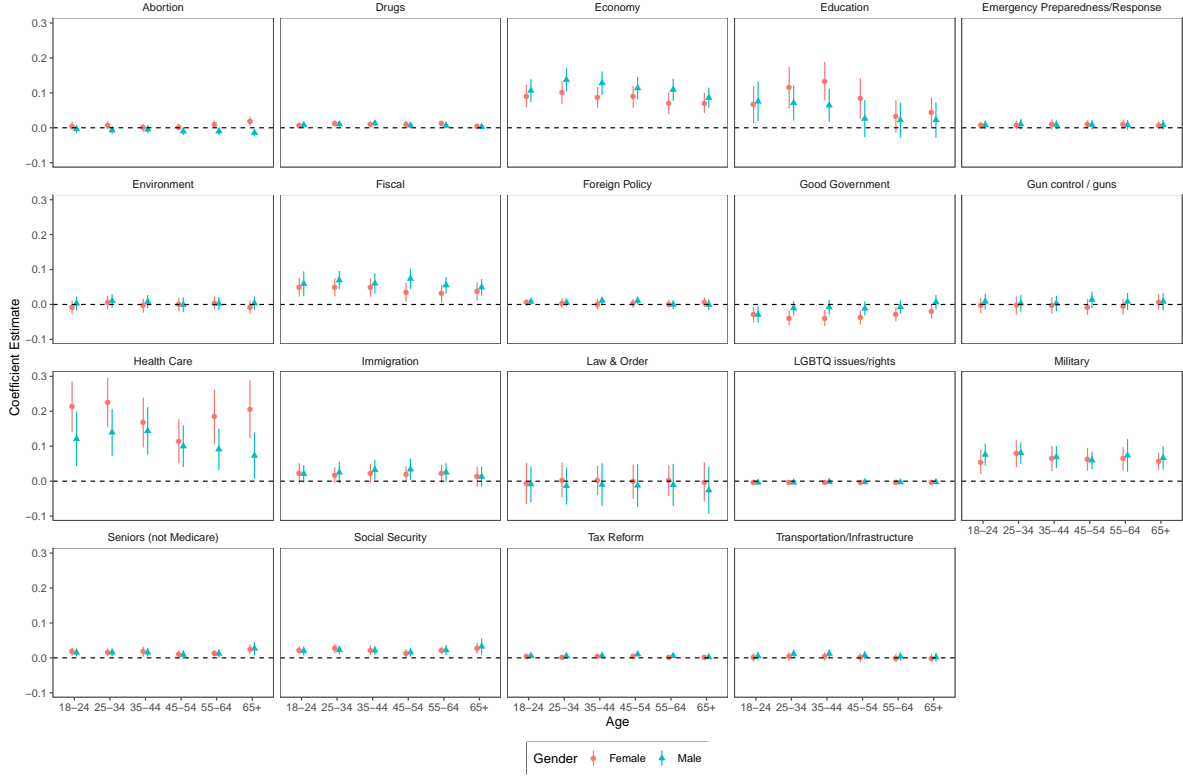 Abortion Drugs Economy Education Emergency Preparedness/Response
0.3
0.2
0.1
0.0
−0.1
Environment Fiscal Foreign Policy Good Government Gun control / guns
0.3
0.2
0.1
0.0
−0.1
Health Care Immigration Law & Order LGBTQ issues/rights Military
0.3
0.2
0.1
0.0
−0.1
18−24 25−34 35−44 45−54 55−64 65+
Seniors (not Medicare) Social Security Tax Reform Transportation/Infrastructure
0.3
0.2
0.1
0.0
−0.1
18−24 25−34 35−44 45−54 55−64 65+ 18−24 25−34 35−44 45−54 55−64 65+ 18−24 25−34 35−44 45−54 55−64 65+ 18−24 25−34 35−44 45−54 55−64 65+
Coefficient Estimate
Age
Gender Female Male